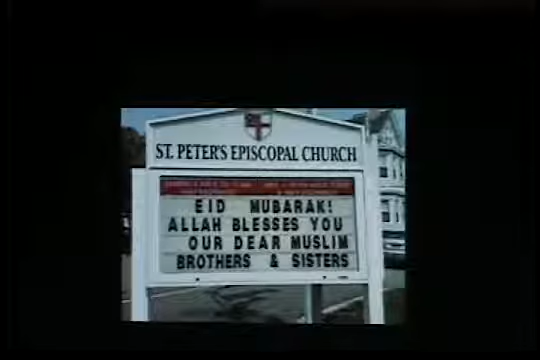 ST. PETER'S EPISCOPAL CHURCH
EID MUBARAK!
ALLAH BLESSES YOU
OUR DEAR MUSLIM
BROTHERS & SISTERS